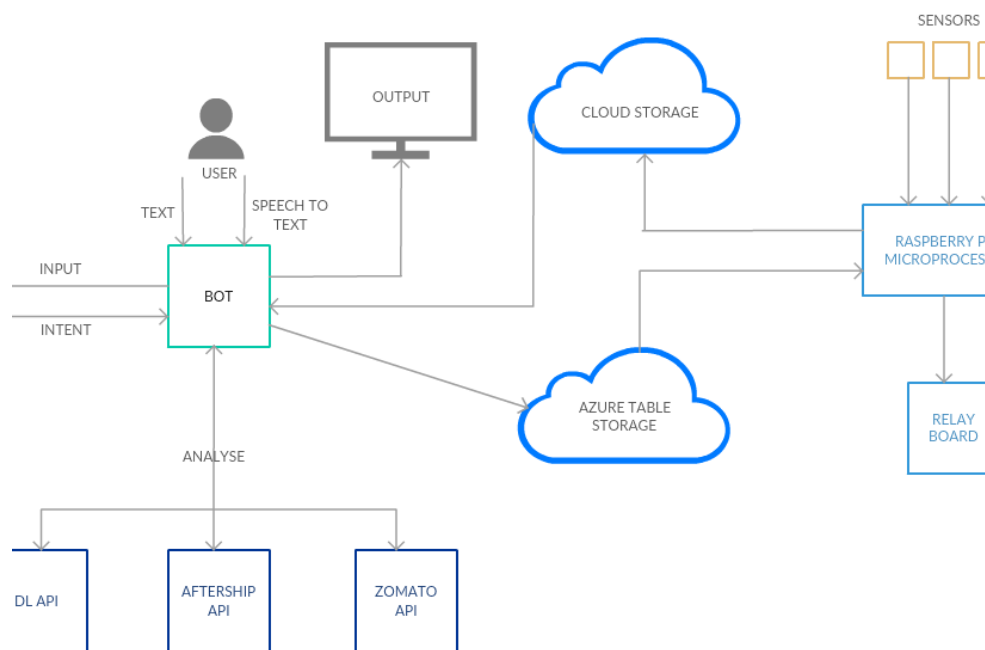 SENSORS
OUTPUT
CLOUD STORAGE
USER
TEXT
SPEECH TO
TEXT
RASPBERRY P
MICROPROCES
INPUT
BOT
INTENT
AZURE TABLE
STORAGE
RELAY
BOARD
ANALYSE
DL API
AFTERSHIP
API
ZOMATO
API